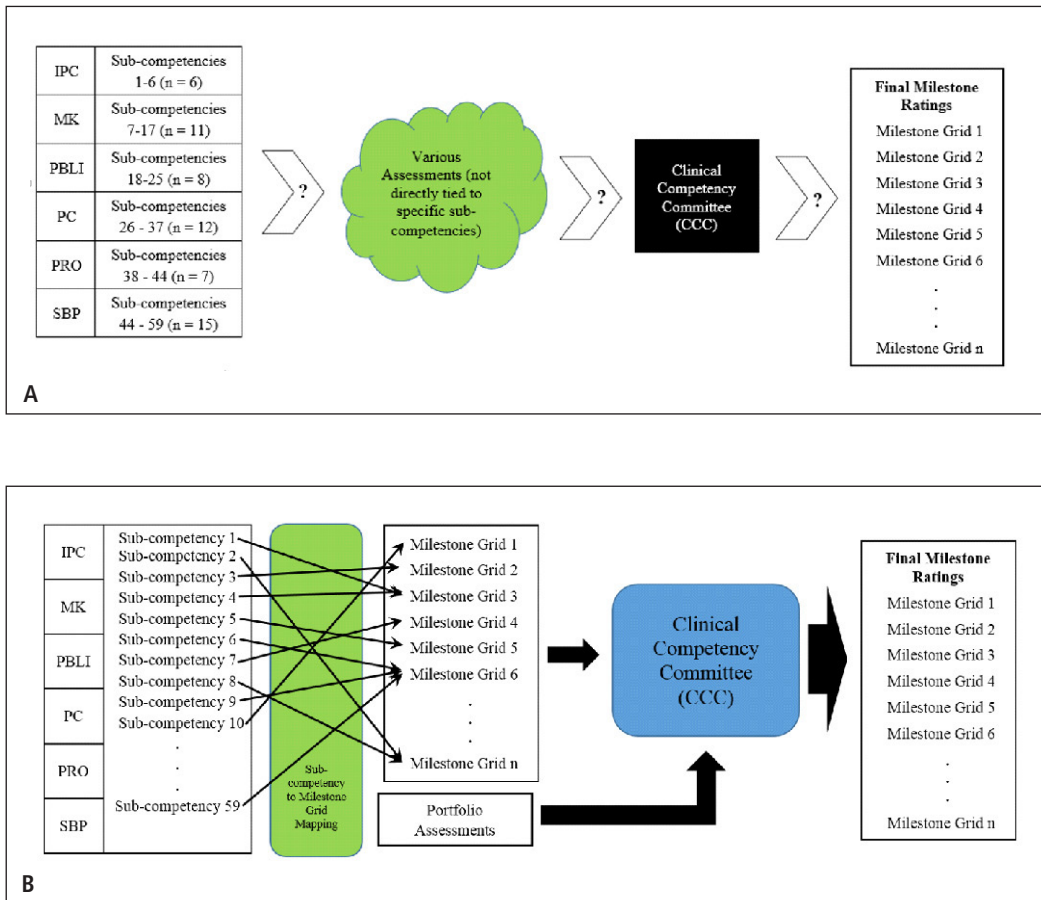 IPC
Sub-competencies
1-6 (n = 6)
MK
Sub-competencies
7-17 (n = 11)
PBLI
Sub-competencies
18-25 (n = 8)
PC
Sub-competencies
26 - 37 (n = 12)
PRO
Sub-competencies
38 - 44 (n = 7)
SBP
Sub-competencies
44 - 59 (n = 15)
?
Various
Assessments (not
directly tied to
specific sub-
competencies)
?
Clinical
Competency
Committee
(CCC)
?
Final Milestone
Ratings
Milestone Grid 1
Milestone Grid 2
Milestone Grid 3
Milestone Grid 4
Milestone Grid 5
Milestone Grid 6
.
.
.
Milestone Grid n
A
IPC
MK
PBLI
PC
PRO
SBP
Sub-competency 1
Sub-competency 2
Sub-competency 3
Sub-competency 4
Sub-competency 5
Sub-competency 6
Sub-competency 7
Sub-competency 8
Sub-competency 9
Sub-competency 10
.
.
.
Sub-competency 59
Sub-
competency
to Milestone
Grid
Mapping
Milestone Grid 1
Milestone Grid 2
Milestone Grid 3
Milestone Grid 4
Milestone Grid 5
Milestone Grid 6
.
.
.
Milestone Grid n
Portfolio
Assessments
Clinical
Competency
Committee
(CCC)
Final Milestone
Ratings
Milestone Grid 1
Milestone Grid 2
Milestone Grid 3
Milestone Grid 4
Milestone Grid 5
Milestone Grid 6
.
.
.
Milestone Grid n
B